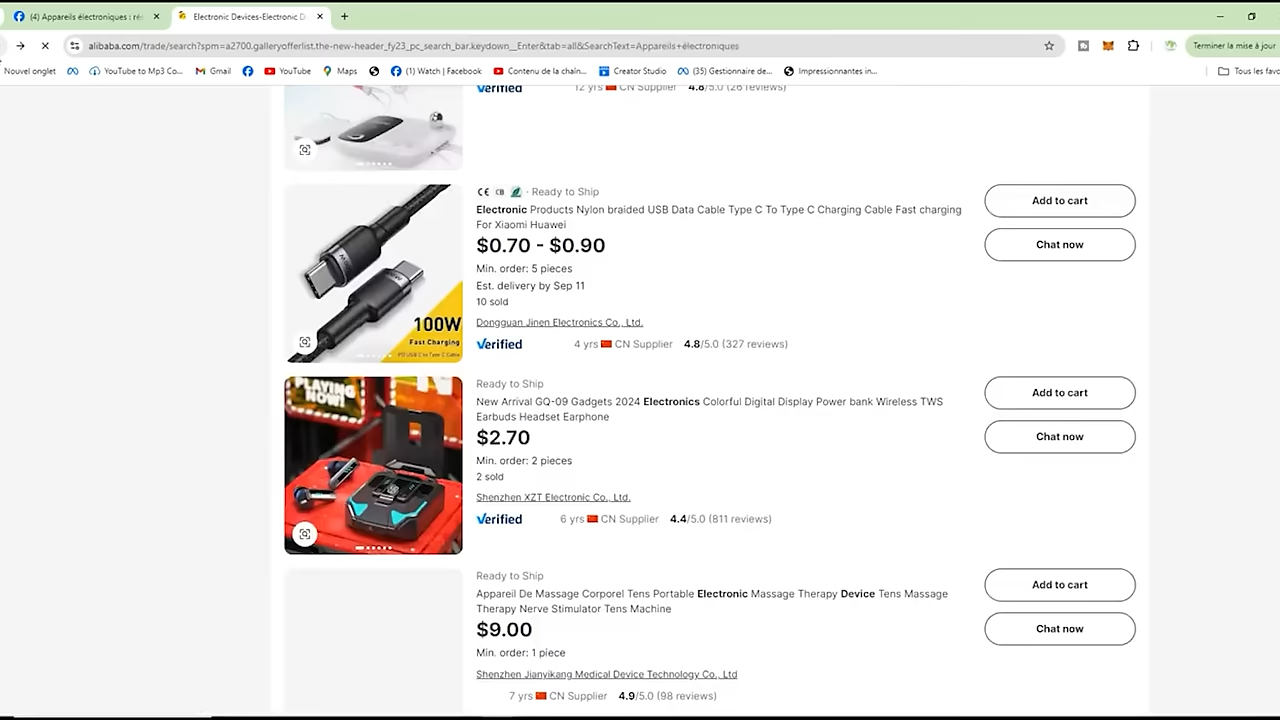 (4) Appareils électroniques : ré
Electronic Devices-Electronic D
alibaba.com/trade/search?spm=a2700.galleryofferlist.the-new-header_fy23_pc_search_bar.keydown__Enter&tab=all&SearchText=Appareils+électroniques
Terminer la mise à jour
Nouvel onglet
YouTube to Mp3 Co...
Gmail
YouTube
Maps
(1) Watch | Facebook
Contenu de la chaîn...
Creator Studio
(35) Gestionnaire de...
Impressionnantes in...
Tous les favo
Verified
12 yrs CN Supplier 4.8/5.0 (26 reviews)
CE CB · Ready to Ship
Electronic Products Nylon braided USB Data Cable Type C To Type C Charging Cable Fast charging
For Xiaomi Huawei
$0.70 - $0.90
Min. order: 5 pieces
Est. delivery by Sep 11
10 sold
Dongguan Jinen Electronics Co., Ltd.
Verified
4 yrs CN Supplier 4.8/5.0 (327 reviews)
Add to cart
Chat now
100W
Fast Charging
PD USB C to Type C Cable
PLAYING
NOW!
Ready to Ship
New Arrival GQ-09 Gadgets 2024 Electronics Colorful Digital Display Power bank Wireless TWS
Earbuds Headset Earphone
$2.70
Min. order: 2 pieces
2 sold
Shenzhen XZT Electronic Co., Ltd.
Verified
6 yrs CN Supplier 4.4/5.0 (811 reviews)
Add to cart
Chat now
Ready to Ship
Appareil De Massage Corporel Tens Portable Electronic Massage Therapy Device Tens Massage
Therapy Nerve Stimulator Tens Machine
$9.00
Min. order: 1 piece
Shenzhen Jianyikang Medical Device Technology Co., Ltd
7 yrs CN Supplier 4.9/5.0 (98 reviews)
Add to cart
Chat now